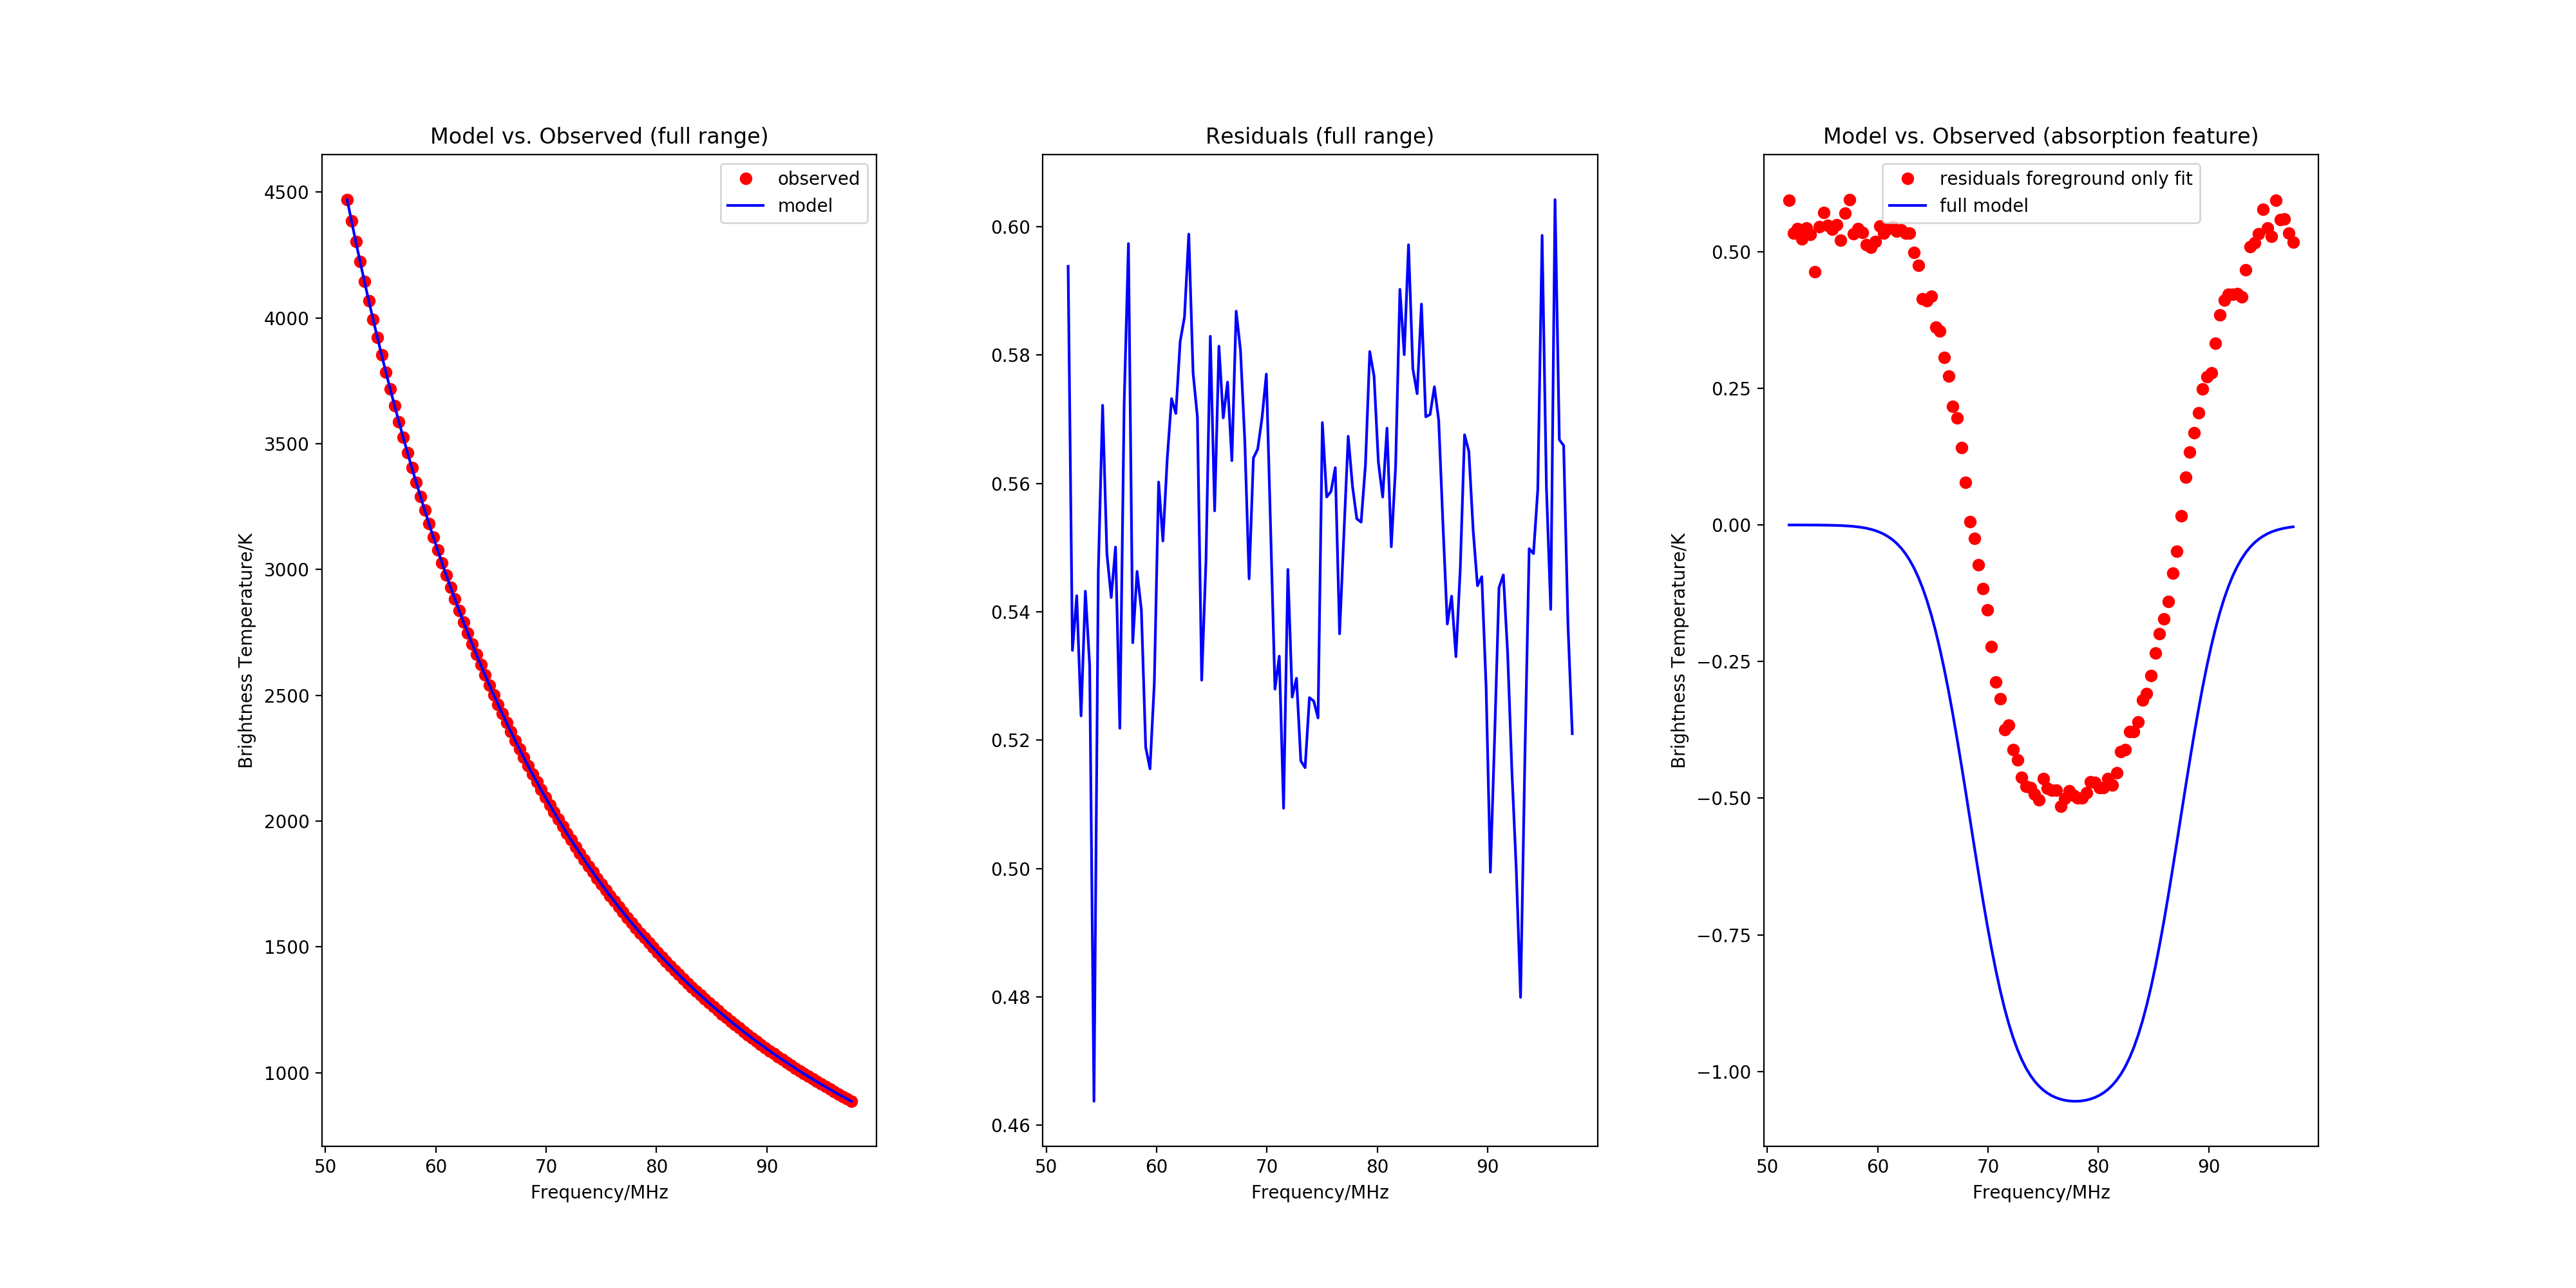 Model vs. Observed (full range)
observed
model
4500
4000
3500
3000
2500
2000
1500
1000
Brightness Temperature/K
50 60 70 80 90
Frequency/MHz
Residuals (full range)
0.60
0.58
0.56
0.54
0.52
0.50
0.48
0.46
50 60 70 80 90
Frequency/MHz
Model vs. Observed (absorption feature)
residuals foreground only fit
full model
0.50
0.25
0.00
−0.25
−0.50
−0.75
−1.00
Brightness Temperature/K
50 60 70 80 90
Frequency/MHz